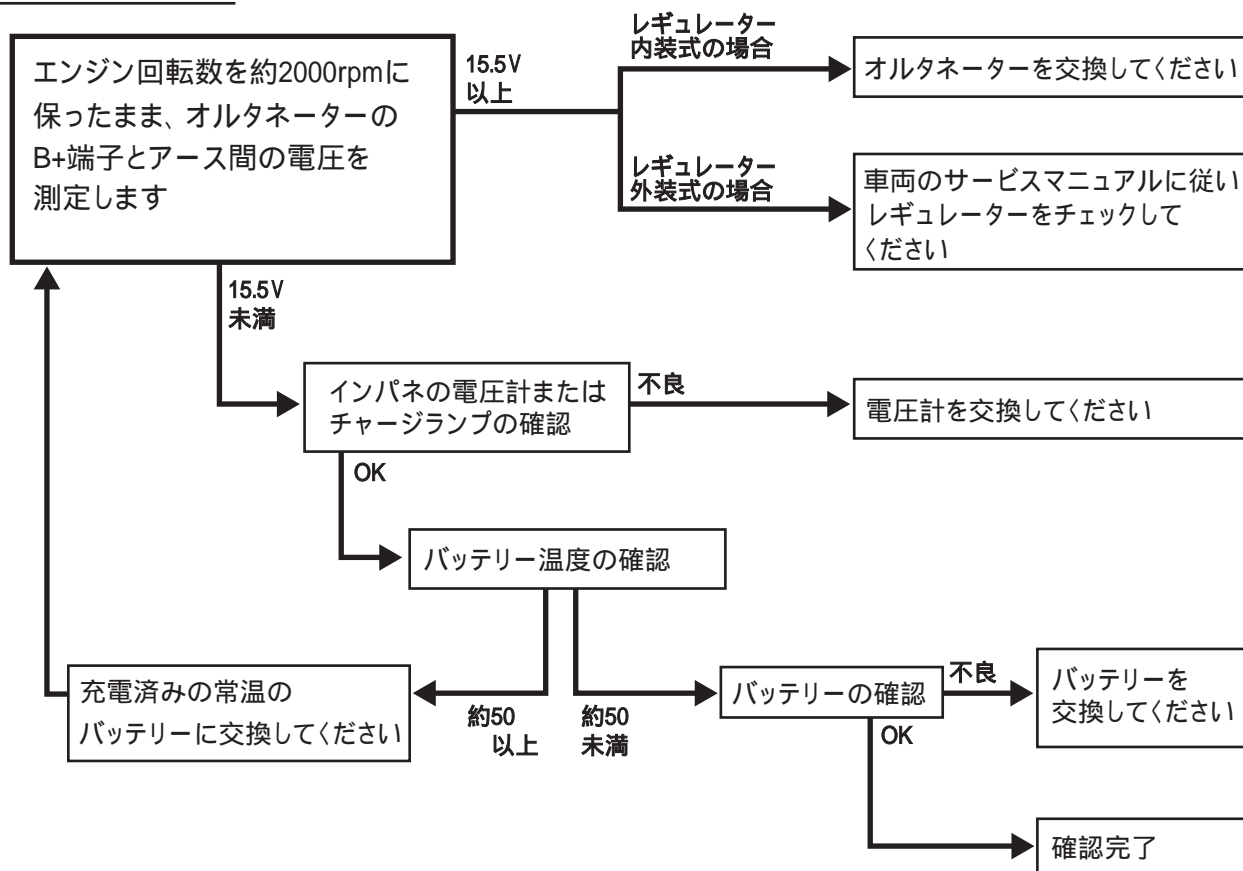 エンジン回転数を約2000rpmに
保ったまま、オルタネーターの
B+端子とアース間の電圧を
測定します
15.5V
以上
レギュレーター
内装式の場合
オルタネーターを交換してください
レギュレーター
外装式の場合
車両のサービスマニュアルに従い
レギュレーターをチェックして
ください
15.5V
未満
インパネの電圧計または
チャージランプの確認
不良
電圧計を交換してください
OK
バッテリー温度の確認
充電済みの常温の
バッテリーに交換してください
約50
以上
約50
未満
バッテリーの確認
不良
バッテリーを
交換してください
OK
確認完了